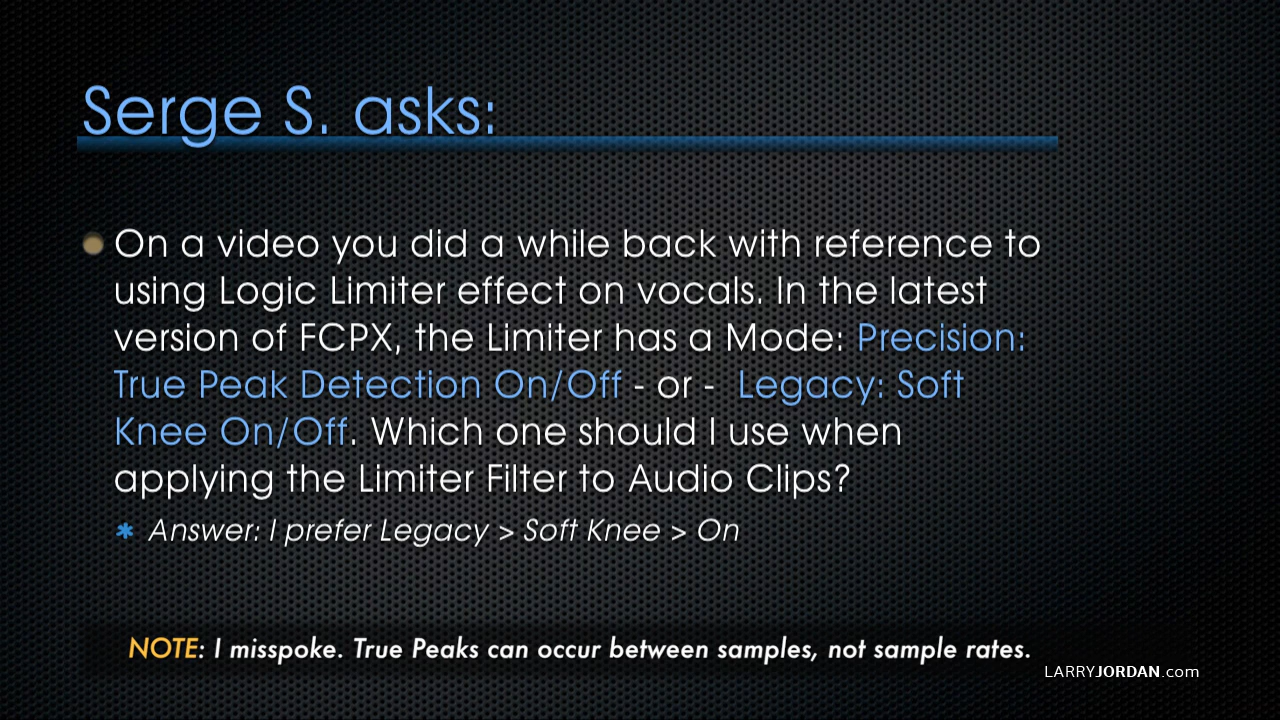 Serge S. asks:
On a video you did a while back with reference to
using Logic Limiter effect on vocals. In the latest
version of FCPX, the Limiter has a Mode: Precision:
True Peak Detection On/Off - or - Legacy: Soft
Knee On/Off. Which one should I use when
applying the Limiter Filter to Audio Clips?
Answer: I prefer Legacy > Soft Knee > On
NOTE: I misspoke. True Peaks can occur between samples, not sample rates.
LARRYJORDAN.com